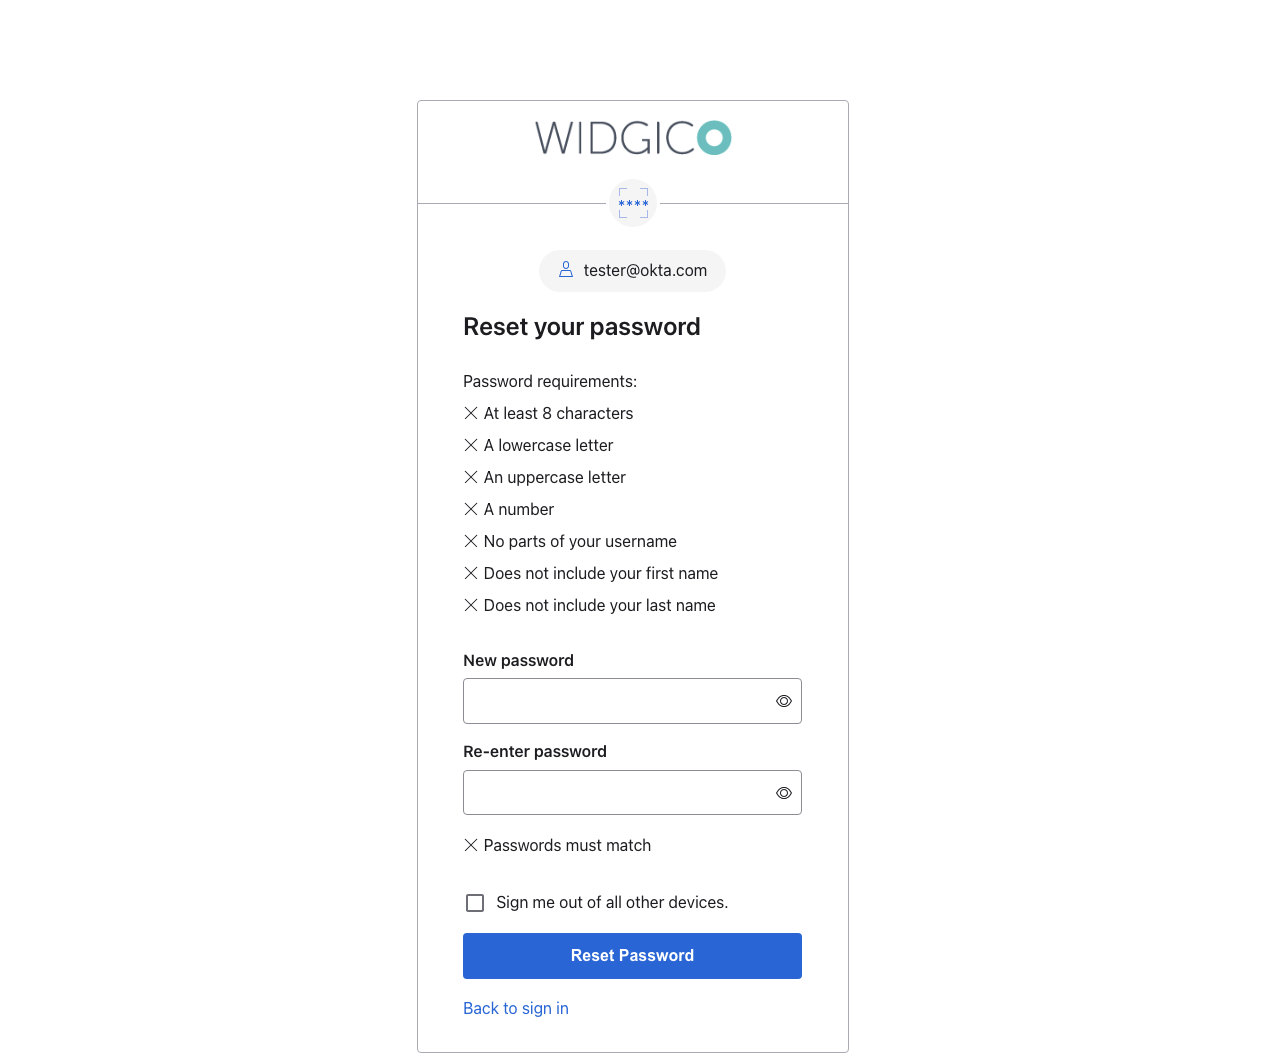 WIDGICO
****
tester@okta.com
Reset your password
Password requirements:
At least 8 characters
A lowercase letter
An uppercase letter
A number
No parts of your username
Does not include your first name
Does not include your last name
New password
Re-enter password
Passwords must match
Sign me out of all other devices.
Reset Password
Back to sign in